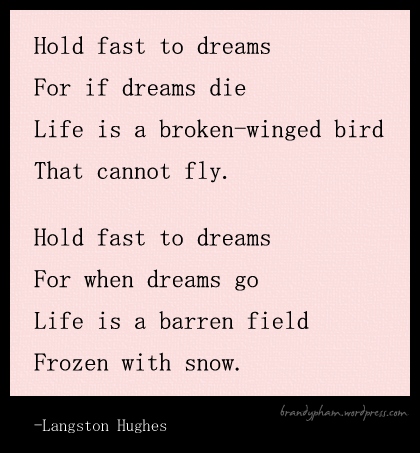 Hold fast to dreams
For if dreams die
Life is a broken-winged bird
That cannot fly.
Hold fast to dreams
For when dreams go
Life is a barren field
Frozen with snow.
brandypham.wordpress.com
-Langston Hughes